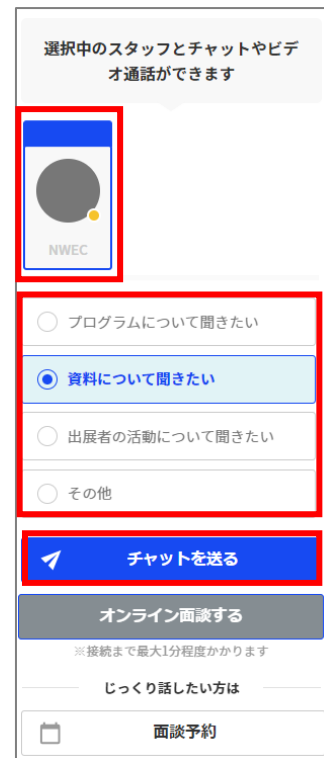 選択中のスタッフとチャットやビデ
オ通話ができます
NWEC
プログラムについて聞きたい
資料について聞きたい
出展者の活動について聞きたい
その他
チャットを送る
オンライン面談する
※接続まで最大1分程度かかります
じっくり話したい方は
面談予約